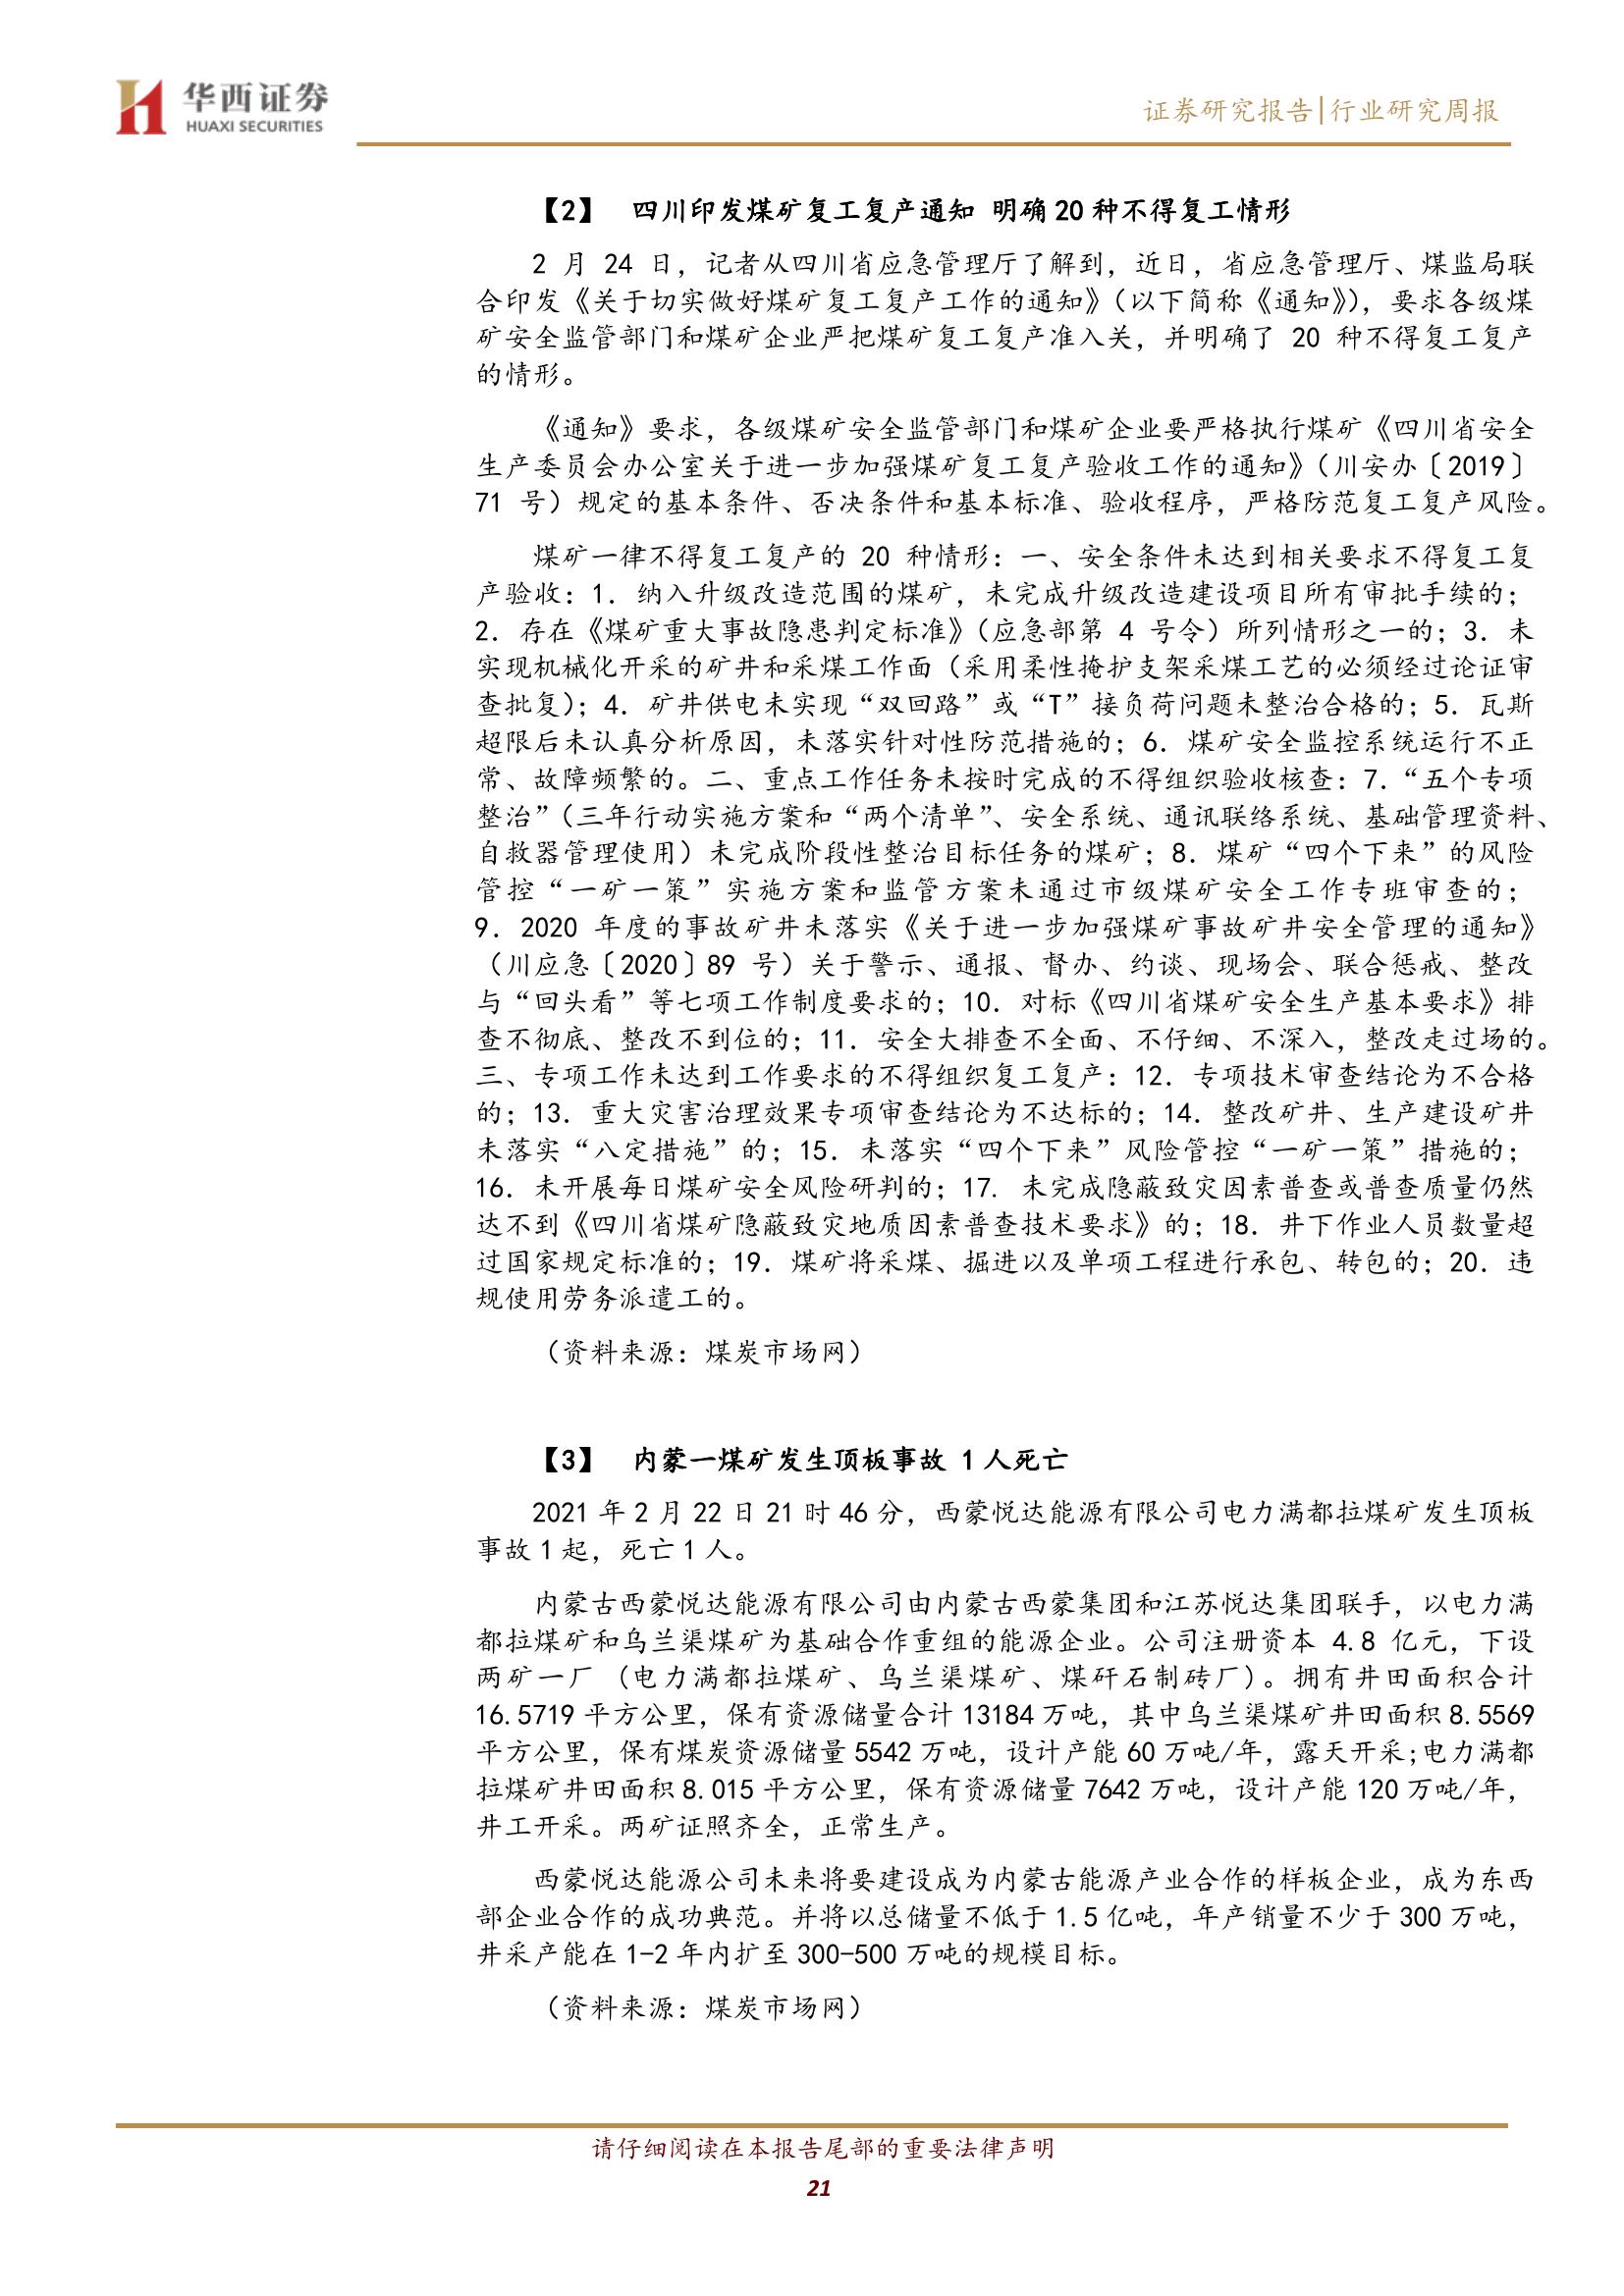 华西证券
HUAXI SECURITIES
证券研究报告|行业研究周报
【2】 四川印发煤矿复工复产通知 明确20种不得复工情形
2 月 24 日，记者从四川省应急管理厅了解到，近日，省应急管理厅、煤监局联
合印发《关于切实做好煤矿复工复产工作的通知》（以下简称《通知》），要求各级煤
矿安全监管部门和煤矿企业严把煤矿复工复产准入关，并明确了 20 种不得复工复产
的情形。
《通知》要求，各级煤矿安全监管部门和煤矿企业要严格执行煤矿《四川省安全
生产委员会办公室关于进一步加强煤矿复工复产验收工作的通知》（川安办〔2019〕
71 号）规定的基本条件、否决条件和基本标准、验收程序，严格防范复工复产风险。
煤矿一律不得复工复产的 20 种情形：一、安全条件未达到相关要求不得复工复
产验收：1．纳入升级改造范围的煤矿，未完成升级改造建设项目所有审批手续的；
2．存在《煤矿重大事故隐患判定标准》（应急部第 4 号令）所列情形之一的；3．未
实现机械化开采的矿井和采煤工作面（采用柔性掩护支架采煤工艺的必须经过论证审
查批复）；4．矿井供电未实现“双回路”或“T”接负荷问题未整治合格的；5．瓦斯
超限后未认真分析原因，未落实针对性防范措施的；6．煤矿安全监控系统运行不正
常、故障频繁的。二、重点工作任务未按时完成的不得组织验收核查：7．“五个专项
整治”（三年行动实施方案和“两个清单”、安全系统、通讯联络系统、基础管理资料、
自救器管理使用）未完成阶段性整治目标任务的煤矿；8．煤矿“四个下来”的风险
管控“一矿一策”实施方案和监管方案未通过市级煤矿安全工作专班审查的；
9．2020 年度的事故矿井未落实《关于进一步加强煤矿事故矿井安全管理的通知》
（川应急〔2020〕89 号）关于警示、通报、督办、约谈、现场会、联合惩戒、整改
与“回头看”等七项工作制度要求的；10．对标《四川省煤矿安全生产基本要求》排
查不彻底、整改不到位的；11．安全大排查不全面、不仔细、不深入，整改走过场的。
三、专项工作未达到工作要求的不得组织复工复产：12．专项技术审查结论为不合格
的；13．重大灾害治理效果专项审查结论为不达标的；14．整改矿井、生产建设矿井
未落实“八定措施”的；15．未落实“四个下来”风险管控“一矿一策”措施的；
16．未开展每日煤矿安全风险研判的；17. 未完成隐蔽致灾因素普查或普查质量仍然
达不到《四川省煤矿隐蔽致灾地质因素普查技术要求》的；18．井下作业人员数量超
过国家规定标准的；19．煤矿将采煤、掘进以及单项工程进行承包、转包的；20．违
规使用劳务派遣工的。
（资料来源：煤炭市场网）
【3】 内蒙一煤矿发生顶板事故 1人死亡
2021 年 2 月 22 日 21 时 46 分，西蒙悦达能源有限公司电力满都拉煤矿发生顶板
事故 1 起，死亡 1 人。
内蒙古西蒙悦达能源有限公司由内蒙古西蒙集团和江苏悦达集团联手，以电力满
都拉煤矿和乌兰渠煤矿为基础合作重组的能源企业。公司注册资本 4.8 亿元，下设
两矿一厂 (电力满都拉煤矿、乌兰渠煤矿、煤矸石制砖厂)。拥有井田面积合计
16.5719 平方公里，保有资源储量合计 13184 万吨，其中乌兰渠煤矿井田面积 8.5569
平方公里，保有煤炭资源储量 5542 万吨，设计产能 60 万吨/年，露天开采;电力满都
拉煤矿井田面积 8.015 平方公里，保有资源储量 7642 万吨，设计产能 120 万吨/年，
井工开采。两矿证照齐全，正常生产。
西蒙悦达能源公司未来将要建设成为内蒙古能源产业合作的样板企业，成为东西
部企业合作的成功典范。并将以总储量不低于 1.5 亿吨，年产销量不少于 300 万吨，
井采产能在 1-2 年内扩至 300-500 万吨的规模目标。
（资料来源：煤炭市场网）
请仔细阅读在本报告尾部的重要法律声明
21